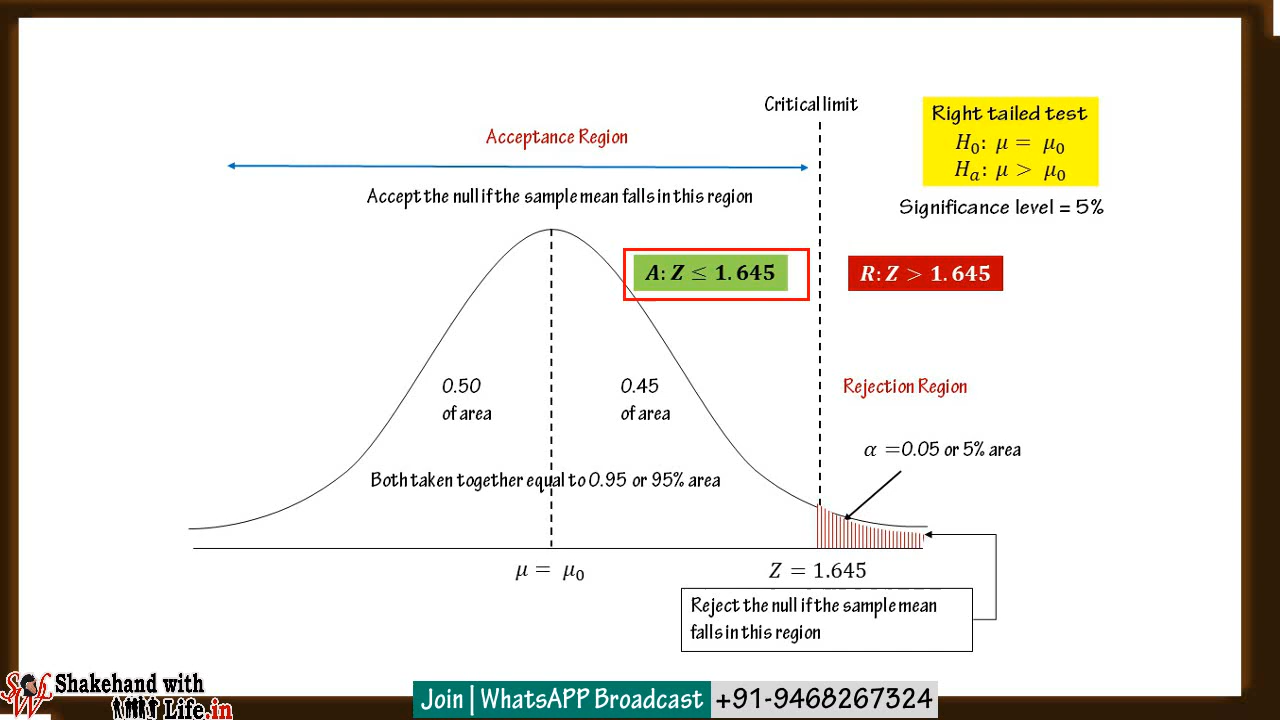 Critical limit
Right tailed test
H₀: μ = μ₀
Hₐ: μ > μ₀
Significance level = 5%
Acceptance Region
Accept the null if the sample mean falls in this region
A: Z ≤ 1.645
R: Z > 1.645
0.50
of area
0.45
of area
Rejection Region
α =0.05 or 5% area
Both taken together equal to 0.95 or 95% area
μ = μ₀
Z = 1.645
Reject the null if the sample mean
falls in this region
Shakehand with
Life.in
Join | WhatsAPP Broadcast +91-9468267324